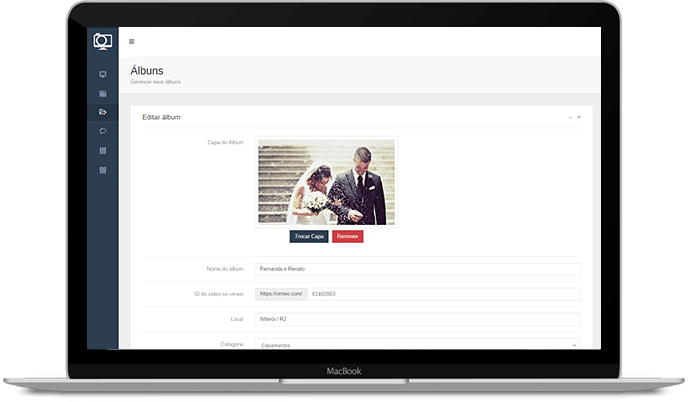 Álbuns
Gerenciar seus álbuns
Editar álbum
Capa do Álbum
Trocar Capa Remover
Nome do álbum Fernanda e Renato
ID do vídeo no vimeo https://vimeo.com/ 81492863
Local Niterói / RJ
Categoria Casamentos
MacBook